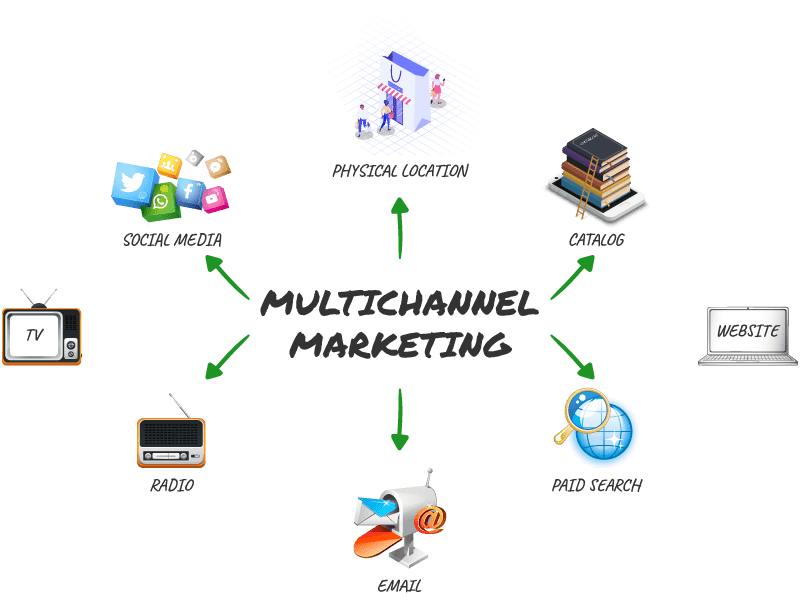 PHYSICAL LOCATION
SOCIAL MEDIA
CATALOG
MULTICHANNEL
MARKETING
TV
WEBSITE
RADIO
PAID SEARCH
@
EMAIL